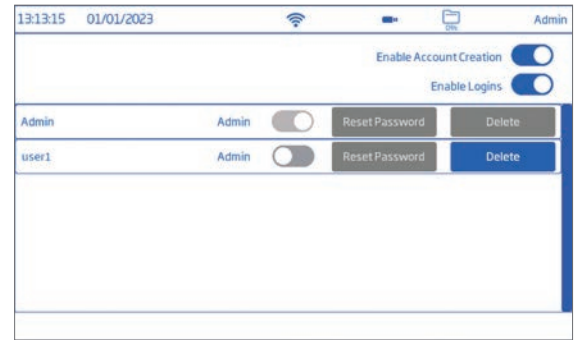 13:13:15 01/01/2023 0% Admin
Enable Account Creation
Enable Logins
Admin Admin Reset Password Delete
user1 Admin Reset Password Delete